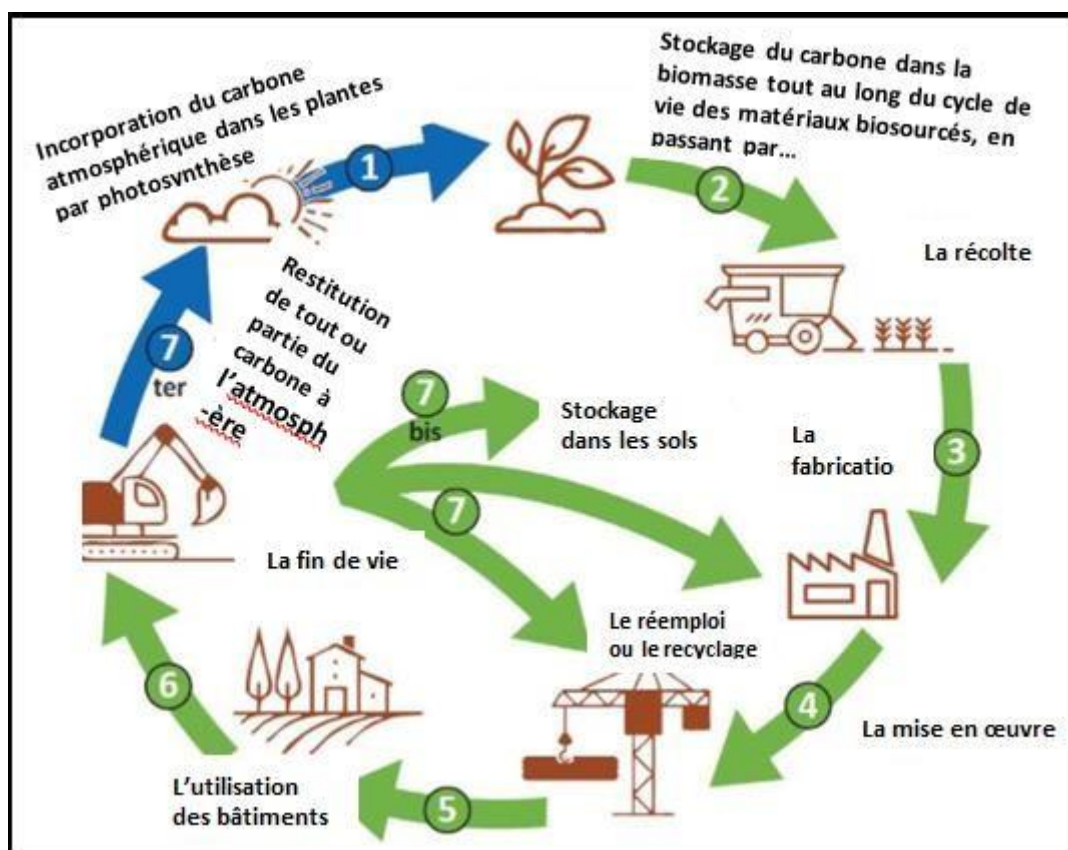 Incorporation du carbone
atmosphérique dans les plantes
par photosynthèse
1
Stockage du carbone dans la
biomasse tout au long du cycle de
vie des matériaux biosourcés, en
passant par...
2
La récolte
3
La
fabricatio
4
La mise en œuvre
5
L'utilisation
des bâtiments
6
La fin de vie
7
Le réemploi
ou le recyclage
7
bis
Stockage
dans les sols
7
ter
Restitution
de tout ou
partie du
carbone à
l'atmosph
-ère